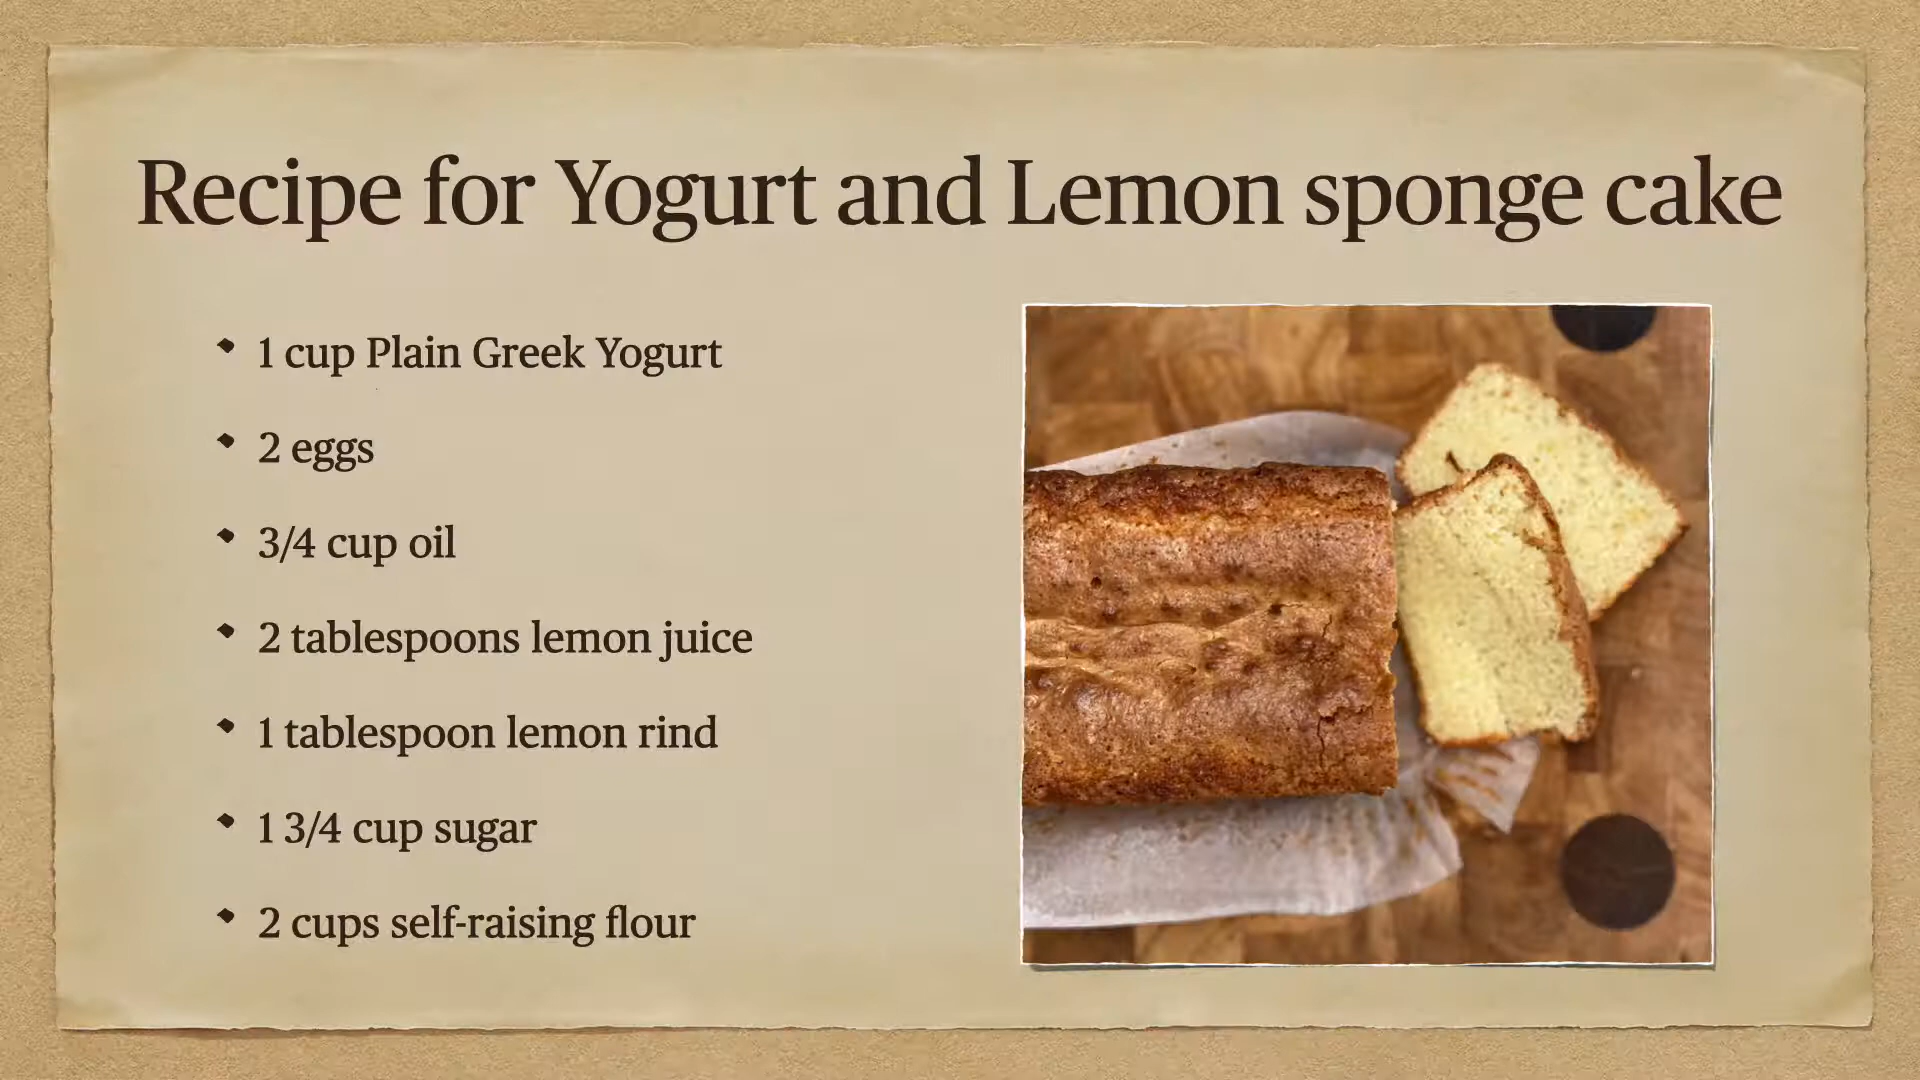 Recipe for Yogurt and Lemon sponge cake
1 cup Plain Greek Yogurt
2 eggs
3/4 cup oil
2 tablespoons lemon juice
1 tablespoon lemon rind
1 3/4 cup sugar
2 cups self-raising flour